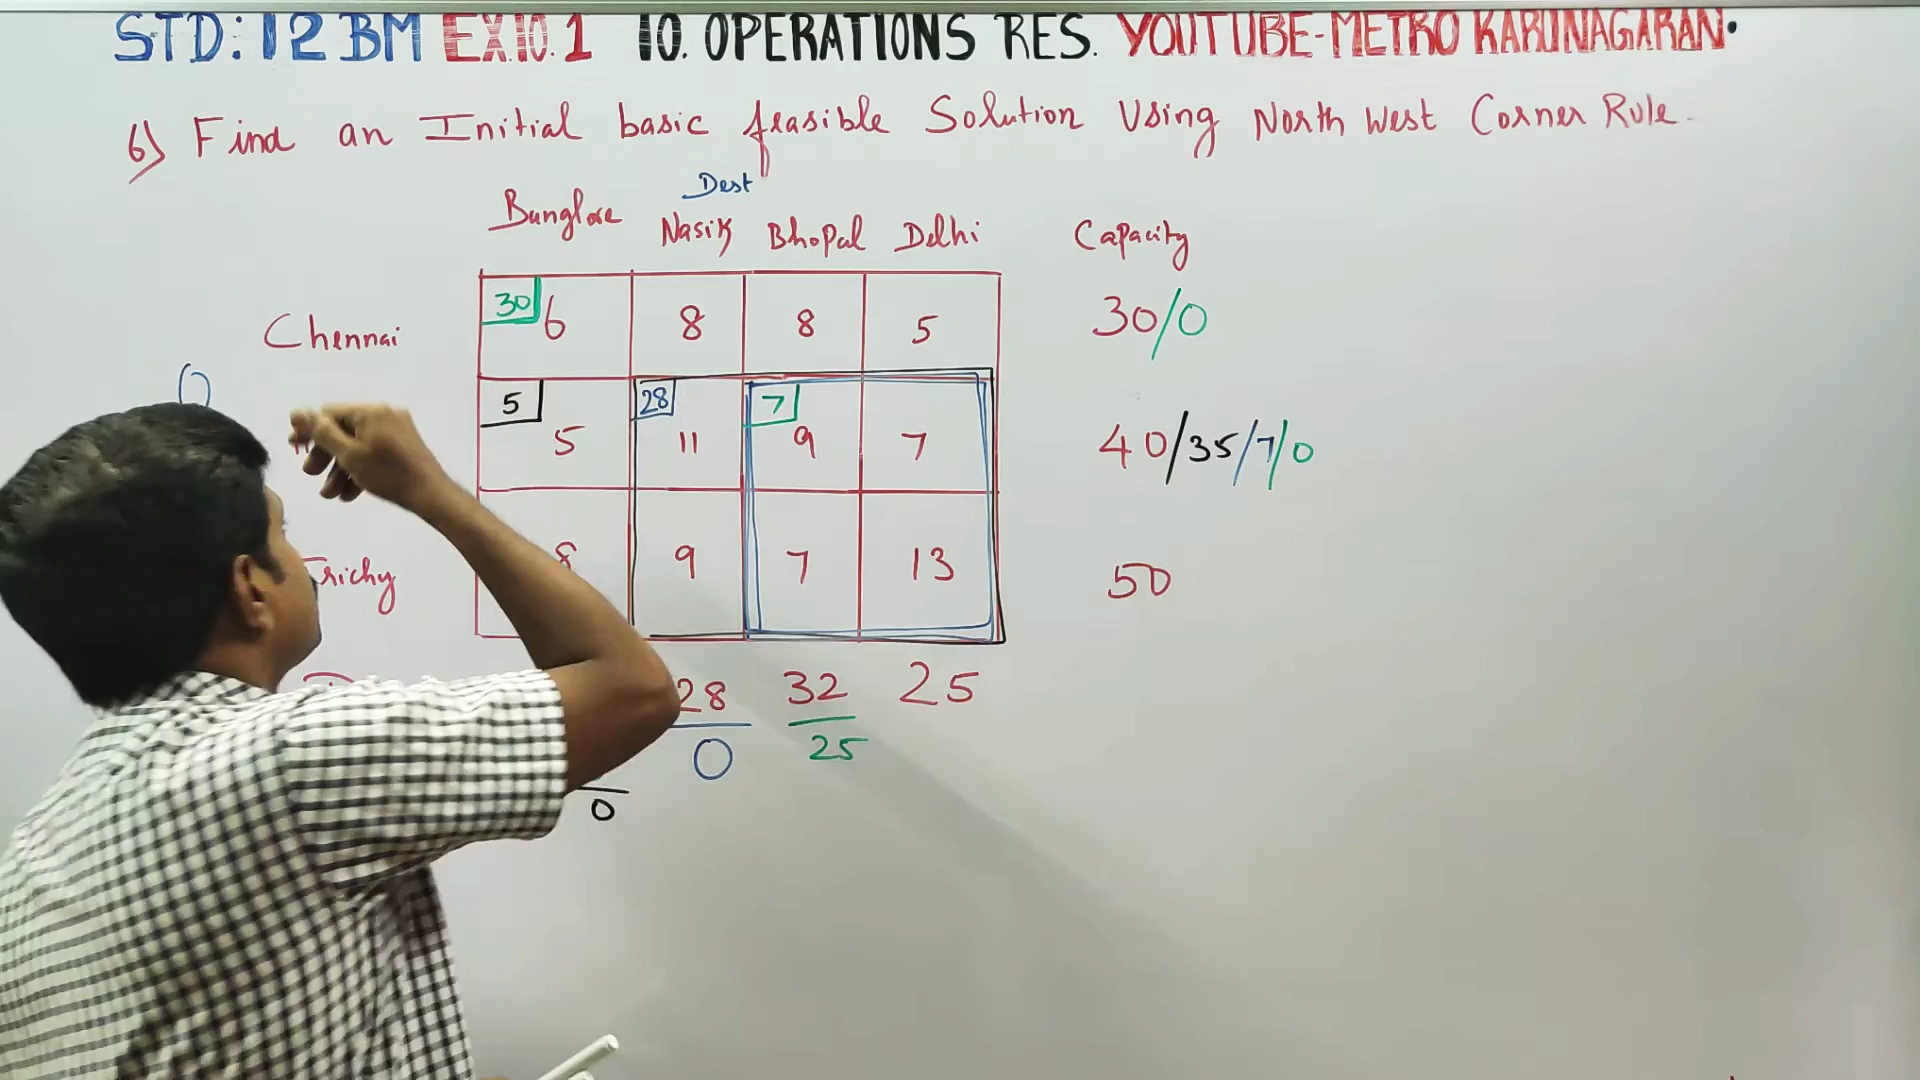 STD: 12 BM EX.10.1 10. OPERATIONS RES. YOUTUBE-METRO KARUNAGARAN.
6) Find an Initial basic feasible Solution Using North West Corner Rule.
Dest
Banglore Nasik Bhopal Delhi Capacity
Chennai 30 6 8 8 5 30/0
5 5 28 11 7 9 7 40/35/7/0
Trichy 8 9 7 13 50
28 32 25
0 25
0